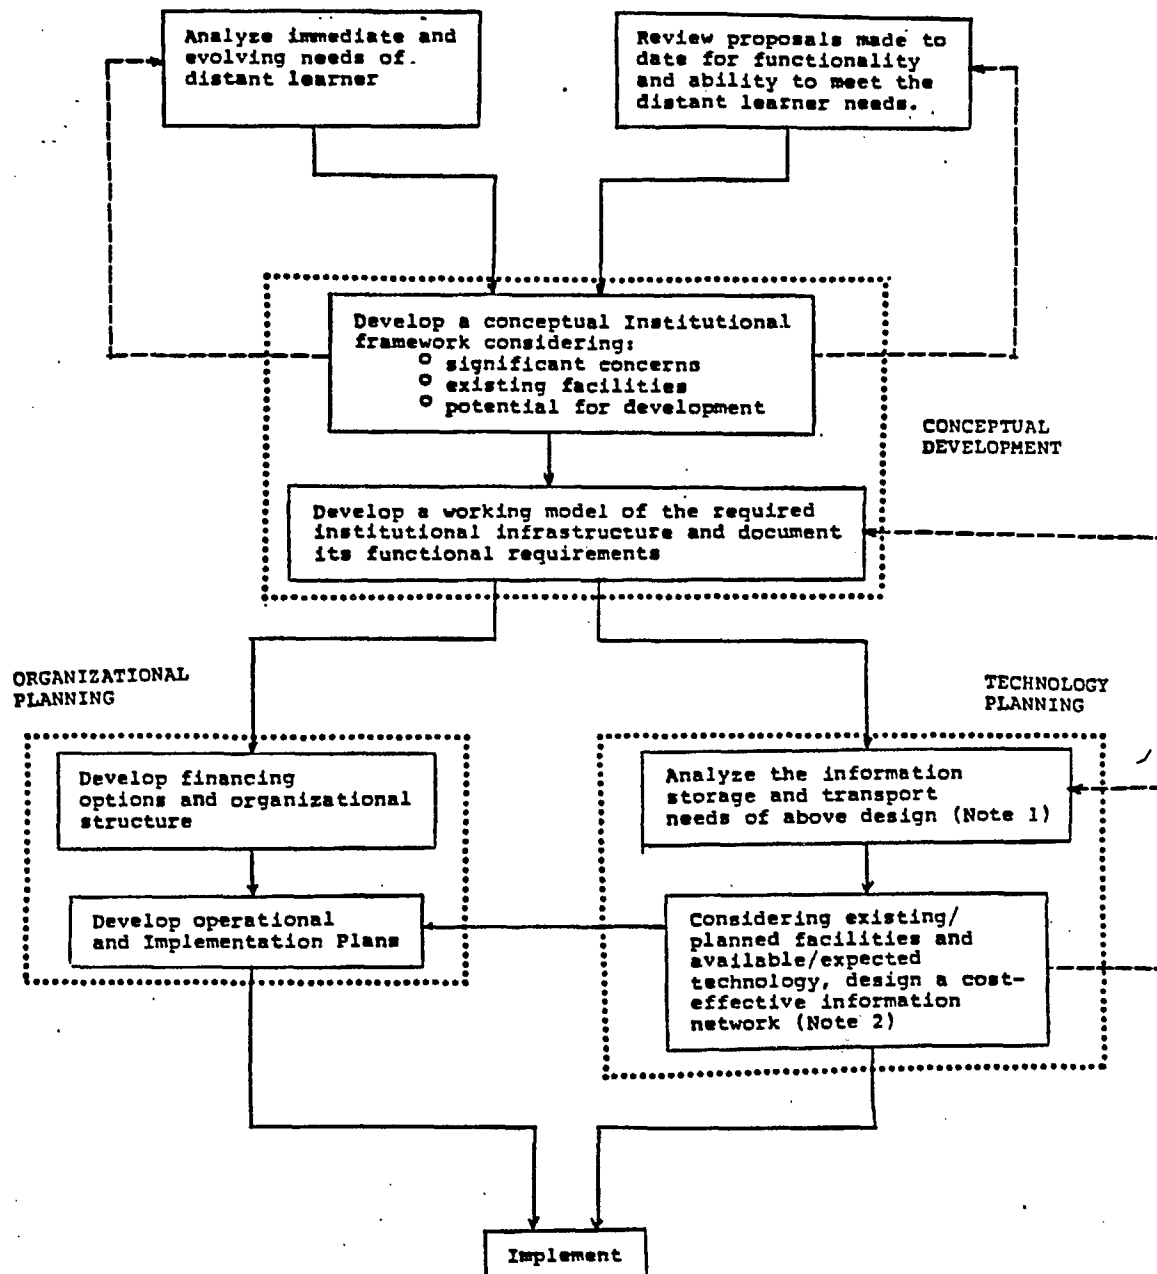 Analyze immediate and
evolving needs of.
distant learner
Review proposals made to
date for functionality
and ability to meet the
distant learner needs.
Develop a conceptual Institutional
framework considering:
o significant concerns
o existing facilities
o potential for development
CONCEPTUAL
DEVELOPMENT
Develop a working model of the required
institutional infrastructure and document
its functional requirements
ORGANIZATIONAL
PLANNING
TECHNOLOGY
PLANNING
Develop financing
options and organizational
structure
Analyze the information
storage and transport
needs of above design (Note 1)
Develop operational
and Implementation Plans
Considering existing/
planned facilities and
available/expected
technology, design a cost-
effective information
network (Note 2)
Implement